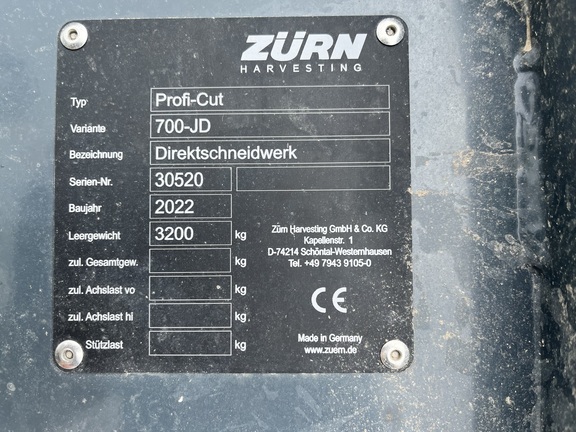 ZÜRN
HARVESTING
Typ Profi-Cut
Variante 700-JD
Bezeichnung Direktschneidwerk
Serien-Nr. 30520
Baujahr 2022
Leergewicht 3200 kg
zul. Gesamtgew. kg
zul. Achslast vo kg
zul. Achslast hi kg
Stützlast kg
Zürn Harvesting GmbH & Co. KG
Kapellenstr. 1
D-74214 Schöntal-Westernhausen
Tel. +49 7943 9105-0
CE
Made in Germany
www.zuern.de